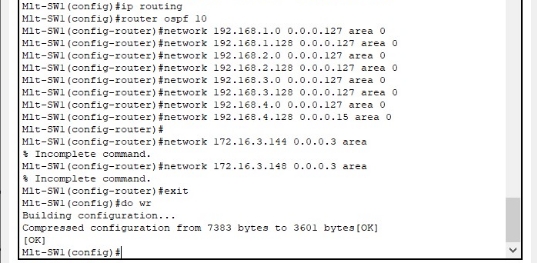 Mlt-SW1(config)#ip routing
Mlt-SW1(config)#router ospf 10
Mlt-SW1(config-router)#network 192.168.1.0 0.0.0.127 area 0
Mlt-SW1(config-router)#network 192.168.1.128 0.0.0.127 area 0
Mlt-SW1(config-router)#network 192.168.2.0 0.0.0.127 area 0
Mlt-SW1(config-router)#network 192.168.2.128 0.0.0.127 area 0
Mlt-SW1(config-router)#network 192.168.3.0 0.0.0.127 area 0
Mlt-SW1(config-router)#network 192.168.3.128 0.0.0.127 area 0
Mlt-SW1(config-router)#network 192.168.4.0 0.0.0.127 area 0
Mlt-SW1(config-router)#network 192.168.4.128 0.0.0.15 area 0
Mlt-SW1(config-router)#
Mlt-SW1(config-router)#network 172.16.3.144 0.0.0.3 area
% Incomplete command.
Mlt-SW1(config-router)#network 172.16.3.148 0.0.0.3 area
% Incomplete command.
Mlt-SW1(config-router)#exit
Mlt-SW1(config)#do wr
Building configuration...
Compressed configuration from 7383 bytes to 3601 bytes[OK]
[OK]
Mlt-SW1(config)#